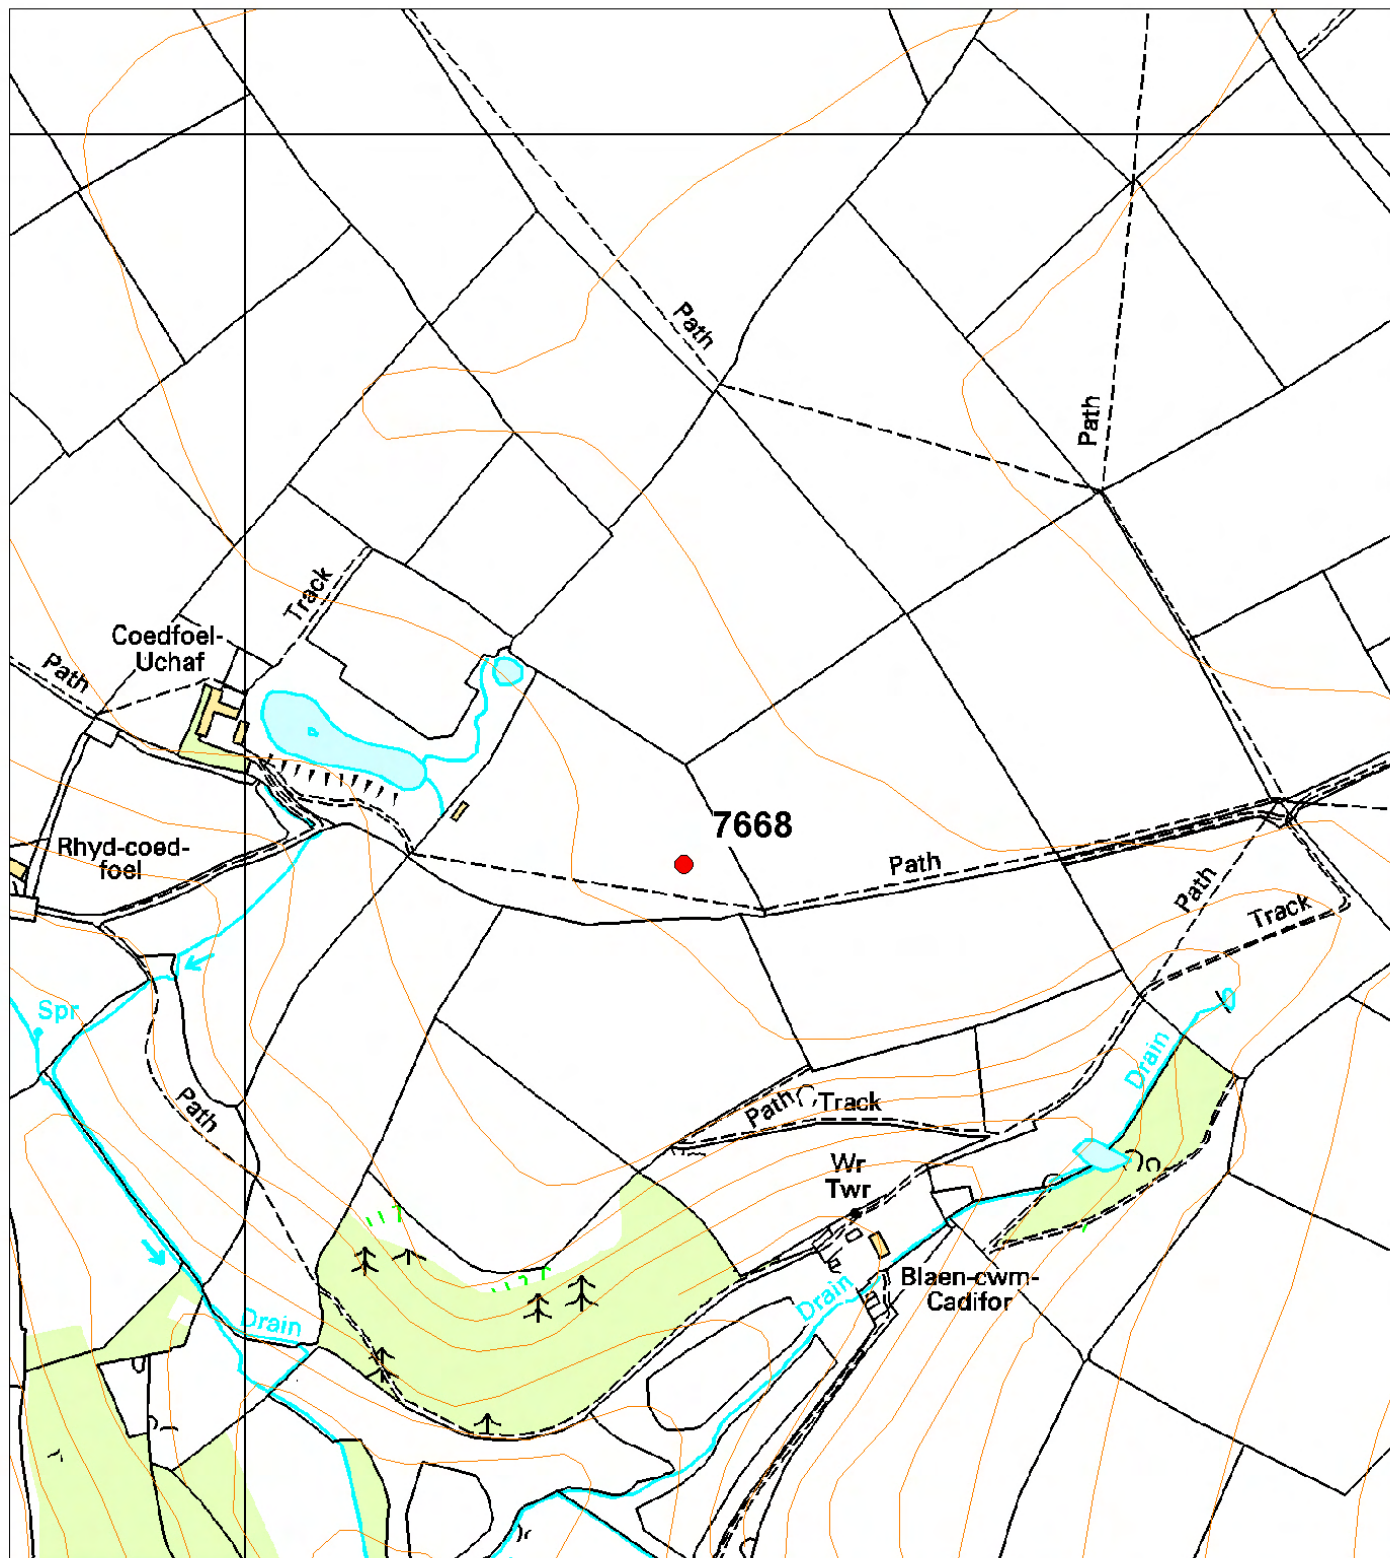 Path
Path
Track
Coedfoel-
Uchaf
Path
7668
Rhyd-coed-
foel
Path
Path
Track
Spr
Drain
Path
Path
Track
Wr
Twr
Blaen-cwm-
Cadifor
Drain
Drain